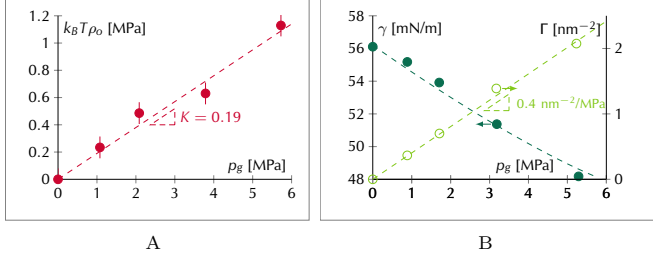 k_BTρ_o [MPa]
1.2
1
0.8
0.6
0.4
0.2
0
K = 0.19
p_g [MPa]
0 1 2 3 4 5 6
A
γ [mN/m]
Γ [nm⁻²]
58
56
54
52
50
48
2
1
0
0.4 nm⁻²/MPa
p_g [MPa]
0 1 2 3 4 5 6
B